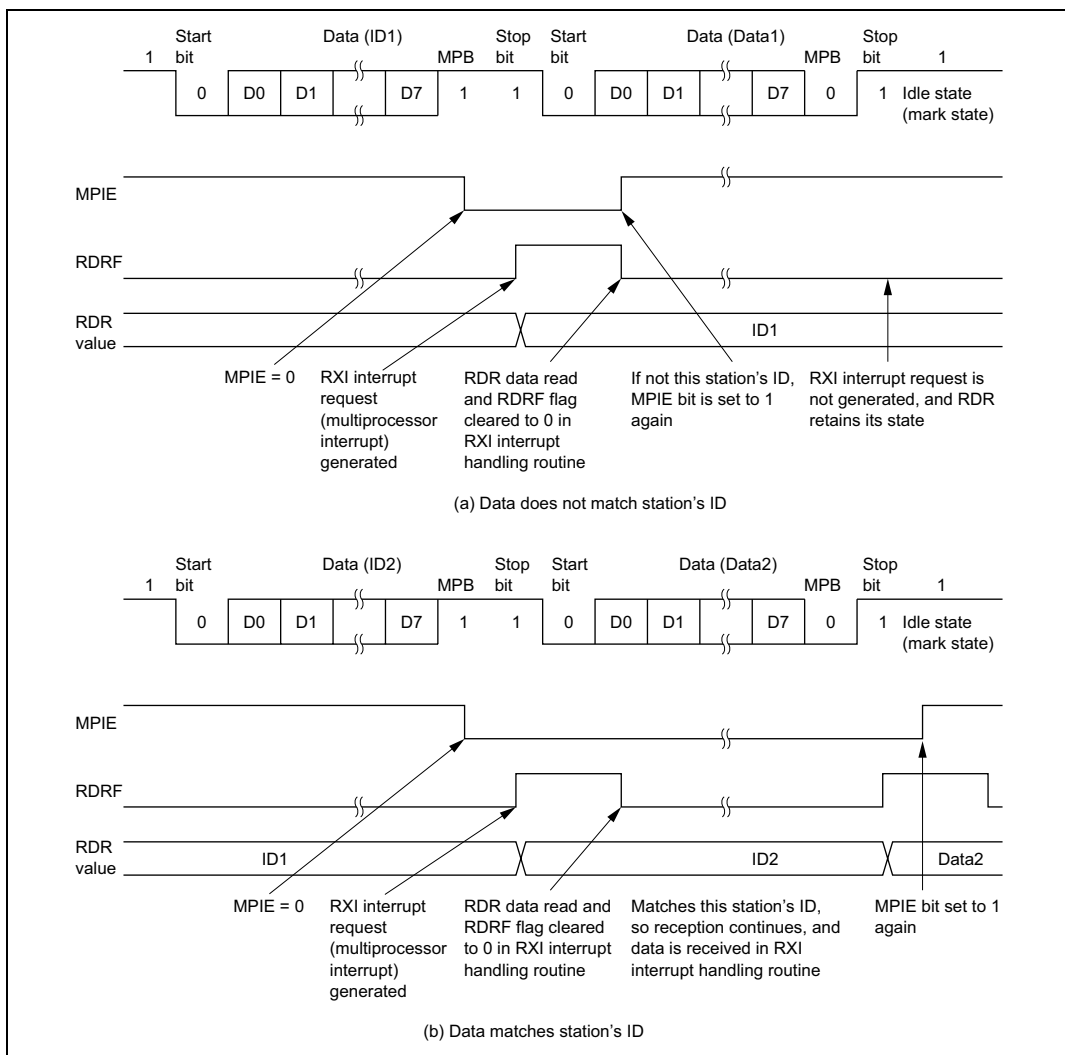 Start bit Data (ID1) MPB Stop bit Start bit Data (Data1) MPB Stop bit
1 1
0 D0 D1 D7 1 1 0 D0 D1 D7 0 1 Idle state (mark state)
MPIE
RDRF
RDR value
ID1
MPIE = 0
RXI interrupt
request
(multiprocessor
interrupt)
generated
RDR data read
and RDRF flag
cleared to 0 in
RXI interrupt
handling routine
If not this station's ID,
MPIE bit is set to 1
again
RXI interrupt request is
not generated, and RDR
retains its state
(a) Data does not match station's ID
Start bit Data (ID2) MPB Stop bit Start bit Data (Data2) MPB Stop bit
1 1
0 D0 D1 D7 1 1 0 D0 D1 D7 0 1 Idle state (mark state)
MPIE
RDRF
RDR value
ID1 ID2 Data2
MPIE = 0
RXI interrupt
request
(multiprocessor
interrupt)
generated
RDR data read and
RDRF flag cleared
to 0 in RXI interrupt
handling routine
Matches this station's ID,
so reception continues, and
data is received in RXI
interrupt handling routine
MPIE bit set to 1
again
(b) Data matches station's ID